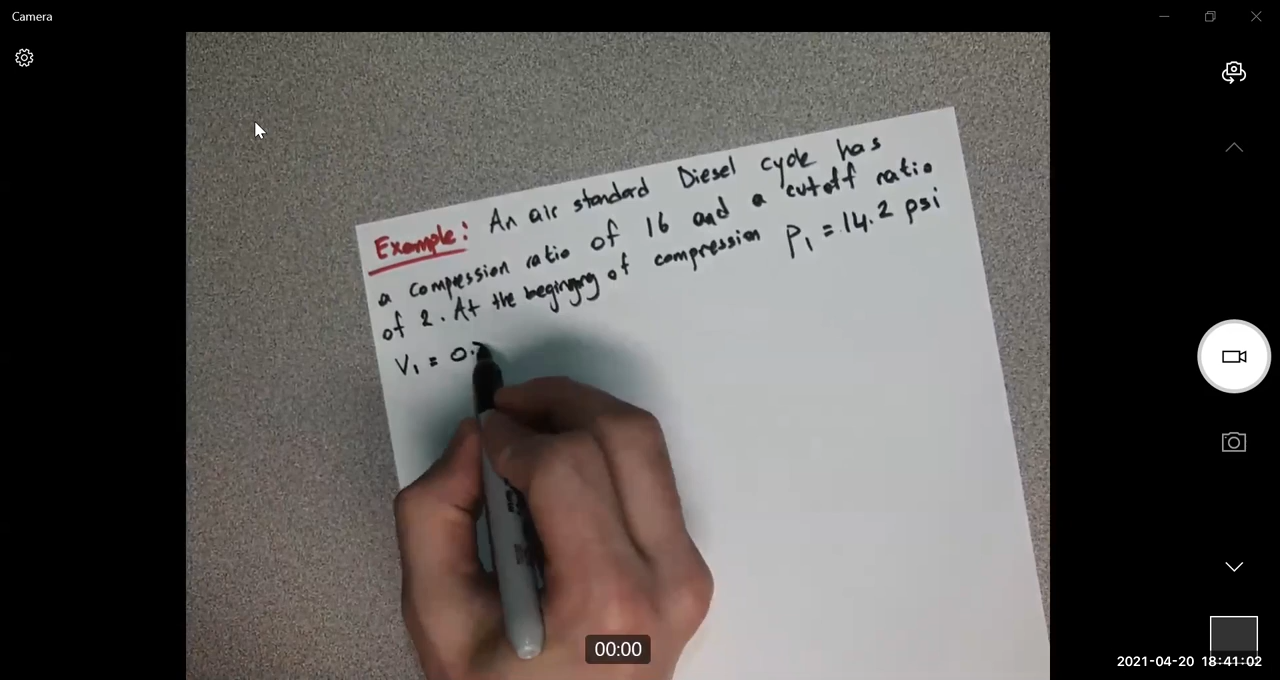 Camera
Example: An air standard Diesel cycle has
a compression ratio of 16 and a cutoff ratio
of 2. At the beginging of compression P1 = 14.2 psi
V1 = 0.
00:00
2021-04-20 18:41:02